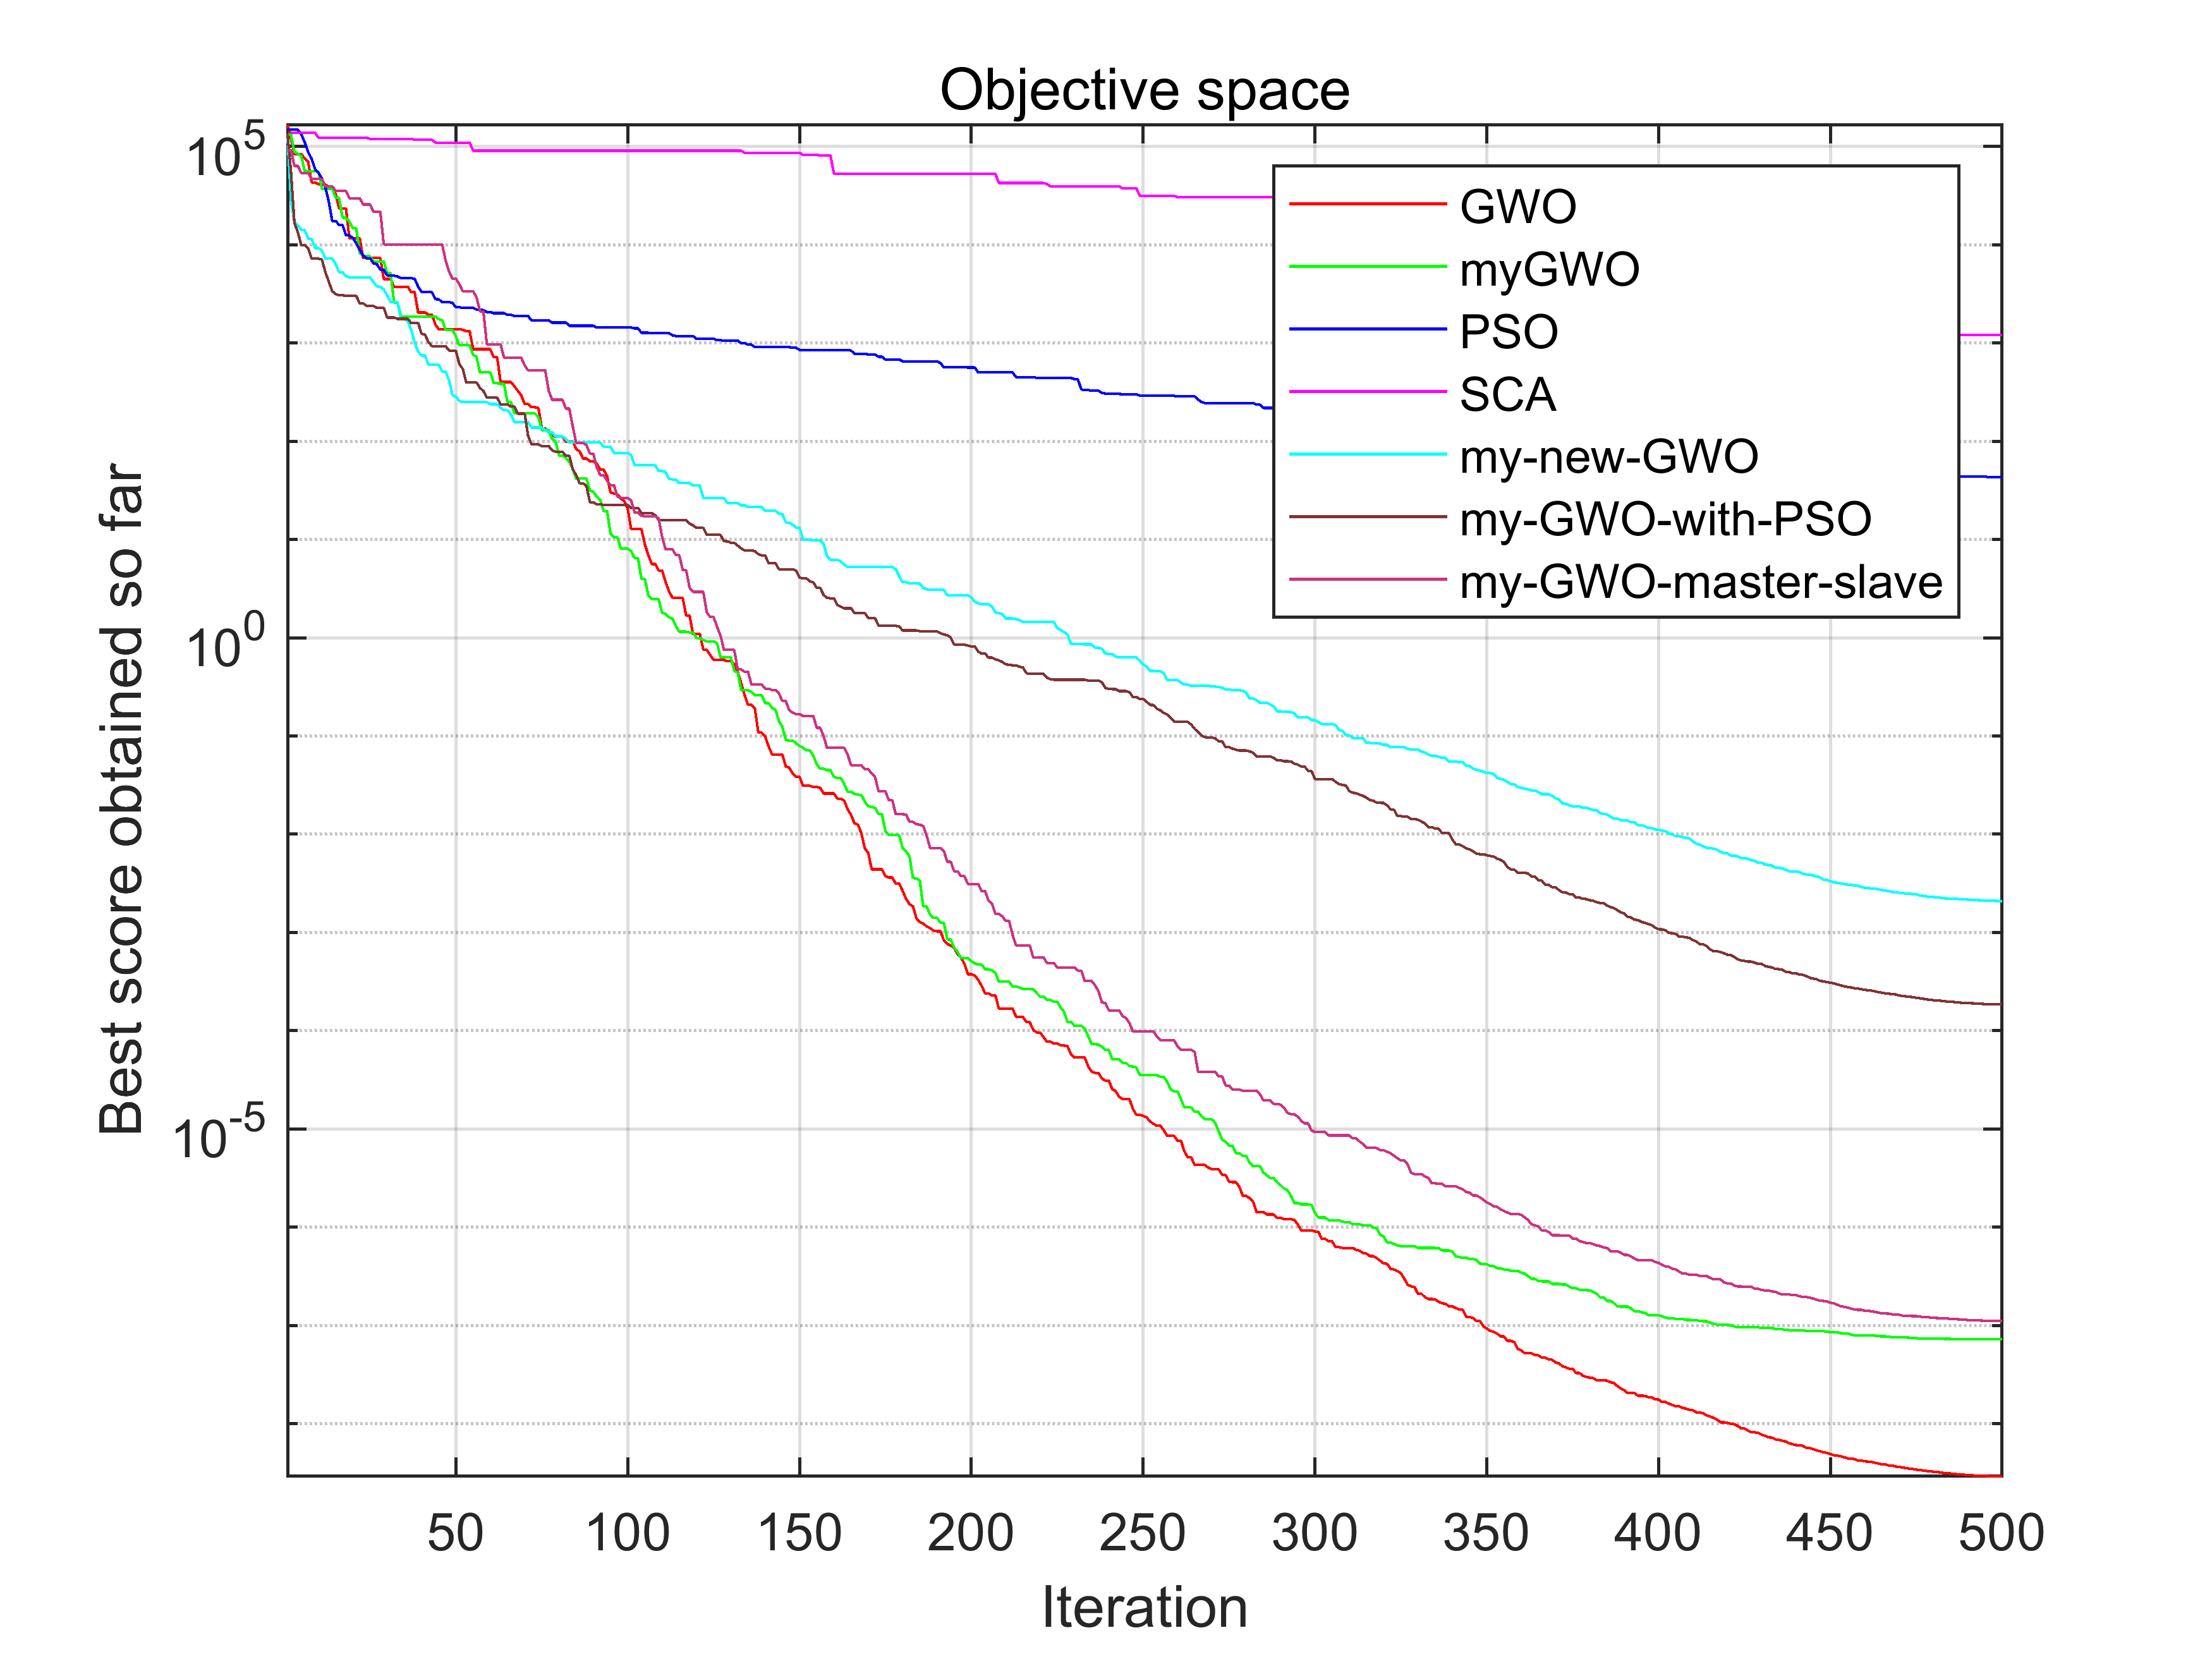 Objective space
Best score obtained so far
10^5
10^0
10^-5
GWO
myGWO
PSO
SCA
my-new-GWO
my-GWO-with-PSO
my-GWO-master-slave
50 100 150 200 250 300 350 400 450 500
Iteration